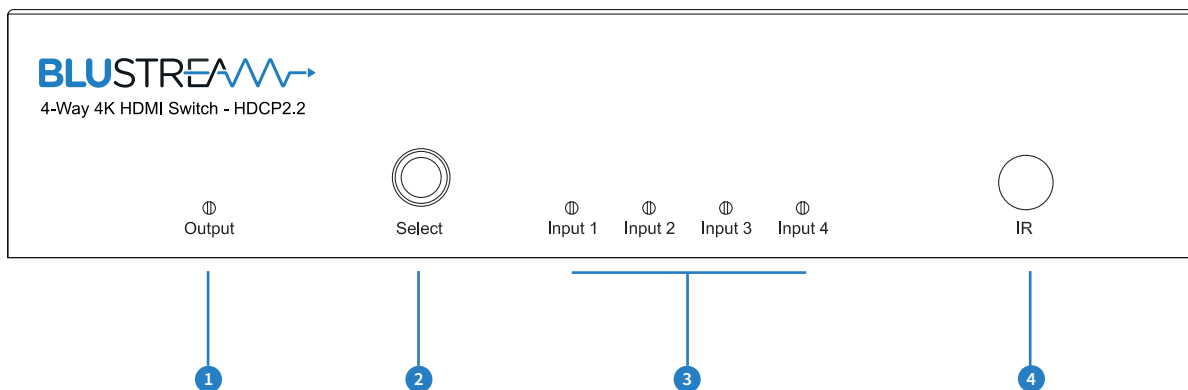 BLUSTREAM
4-Way 4K HDMI Switch - HDCP2.2
Output
Select
Input 1 Input 2 Input 3 Input 4
IR
1 2 3 4